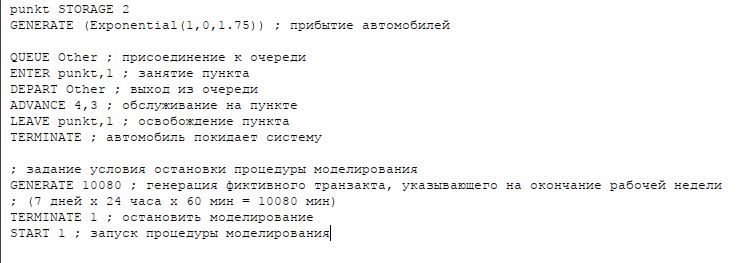 punkt STORAGE 2
GENERATE (Exponential(1,0,1.75)) ; прибытие автомобилей
QUEUE Other ; присоединение к очереди
ENTER punkt,1 ; занятие пункта
DEPART Other ; выход из очереди
ADVANCE 4,3 ; обслуживание на пункте
LEAVE punkt,1 ; освобождение пункта
TERMINATE ; автомобиль покидает систему
; задание условия остановки процедуры моделирования
GENERATE 10080 ; генерация фиктивного транзакта, указывающего на окончание рабочей недели
; (7 дней x 24 часа x 60 мин = 10080 мин)
TERMINATE 1 ; остановить моделирование
START 1 ; запуск процедуры моделирования